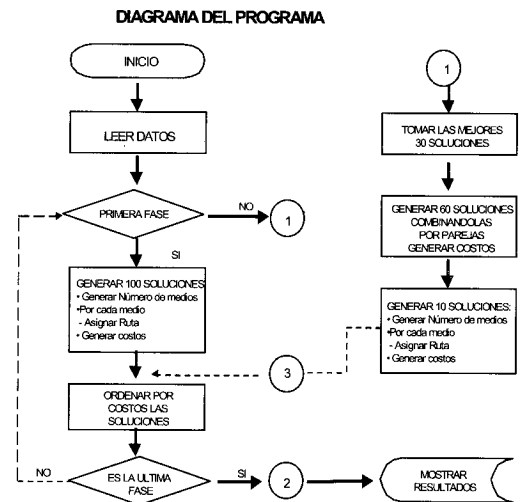 DIAGRAMA DEL PROGRAMA
INICIO
LEER DATOS
PRIMERA FASE
NO
1
SI
GENERAR 100 SOLUCIONES
• Generar Número de medios
•Por cada medio
- Asignar Ruta
• Generar costos
ORDENAR POR
COSTOS LAS
SOLUCIONES
NO
ES LA ULTIMA
FASE
SI
2
MOSTRAR
RESULTADOS
1
TOMAR LAS MEJORES
30 SOLUCIONES
GENERAR 60 SOLUCIONES
COMBINANDOLAS
POR PAREJAS
GENERAR COSTOS
GENERAR 10 SOLUCIONES:
• Generar Número de medios
•Por cada medio
- Asignar Ruta
• Generar costos
3